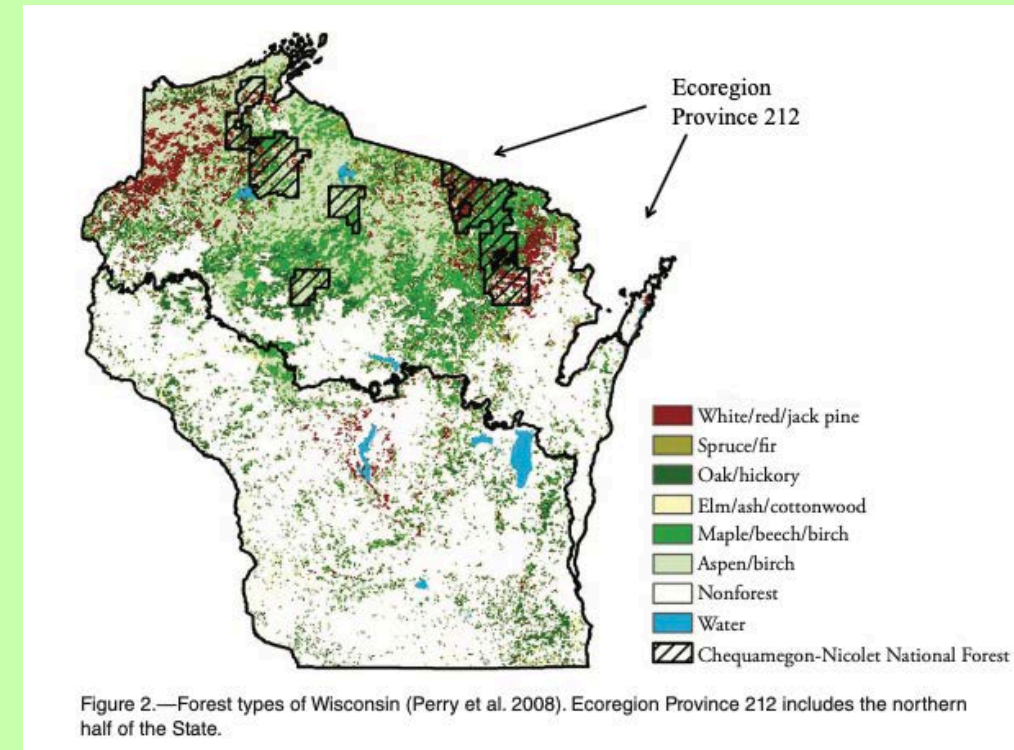 Ecoregion
Province 212
White/red/jack pine
Spruce/fir
Oak/hickory
Elm/ash/cottonwood
Maple/beech/birch
Aspen/birch
Nonforest
Water
Chequamegon-Nicolet National Forest
Figure 2.—Forest types of Wisconsin (Perry et al. 2008). Ecoregion Province 212 includes the northern
half of the State.